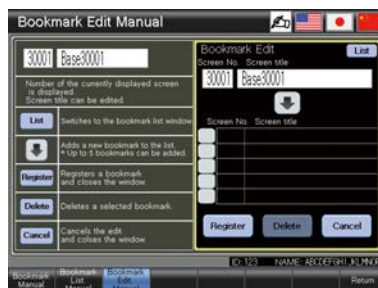 Bookmark Edit Manual
30001 Base30001
Number of the currently displayed screen
is displayed.
Screen title can be edited.
List
Switches to the bookmark list window
Adds a new bookmark to the list.
* Up to 5 bookmarks can be added.
Register
Registers a bookmark
and closes the window.
Delete
Deletes a selected bookmark.
Cancel
Cancels the edit
and colses the window.
Bookmark Edit
List
Screen No. Screen title
30001 Base30001
Screen No. Screen title
Register Delete Cancel
ID: 123 NAME: ABCDEFGHIJKLMNO
Bookmark
Manual
Bookmark
List
Manual
Bookmark
Edit
Manual
Return